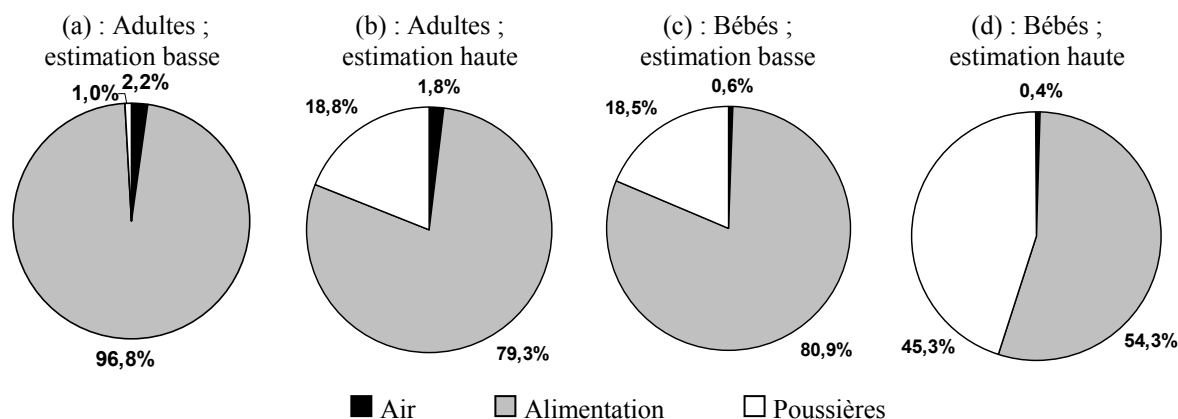 (a) : Adultes ;
estimation basse
1,0%
2,2%
96,8%
(b) : Adultes ;
estimation haute
1,8%
18,8%
79,3%
(c) : Bébés ;
estimation basse
0,6%
18,5%
80,9%
(d) : Bébés ;
estimation haute
0,4%
45,3%
54,3%
Air
Alimentation
Poussières